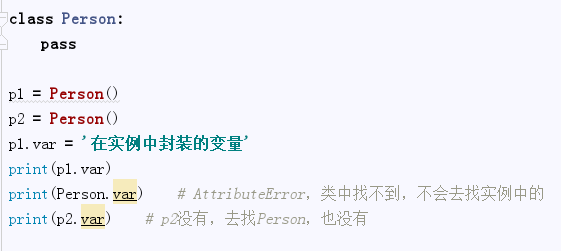 class Person:
    pass
p1 = Person()
p2 = Person()
p1.var = '在实例中封装的变量'
print(p1.var)
print(Person.var)    # AttributeError，类中找不到，不会去找实例中的
print(p2.var)    # p2没有，去找Person，也没有